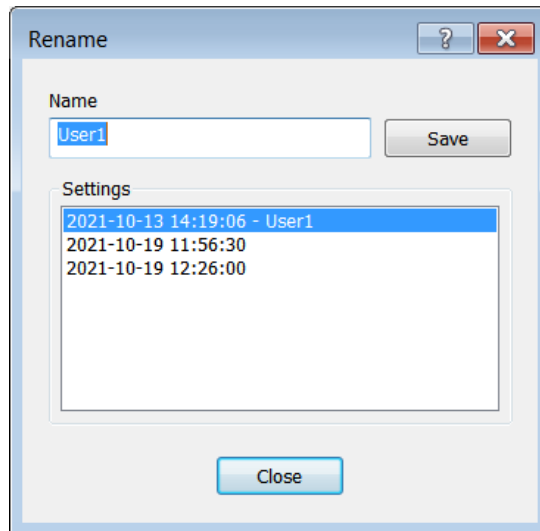 Rename
Name
User1
Save
Settings
2021-10-13 14:19:06 - User1
2021-10-19 11:56:30
2021-10-19 12:26:00
Close